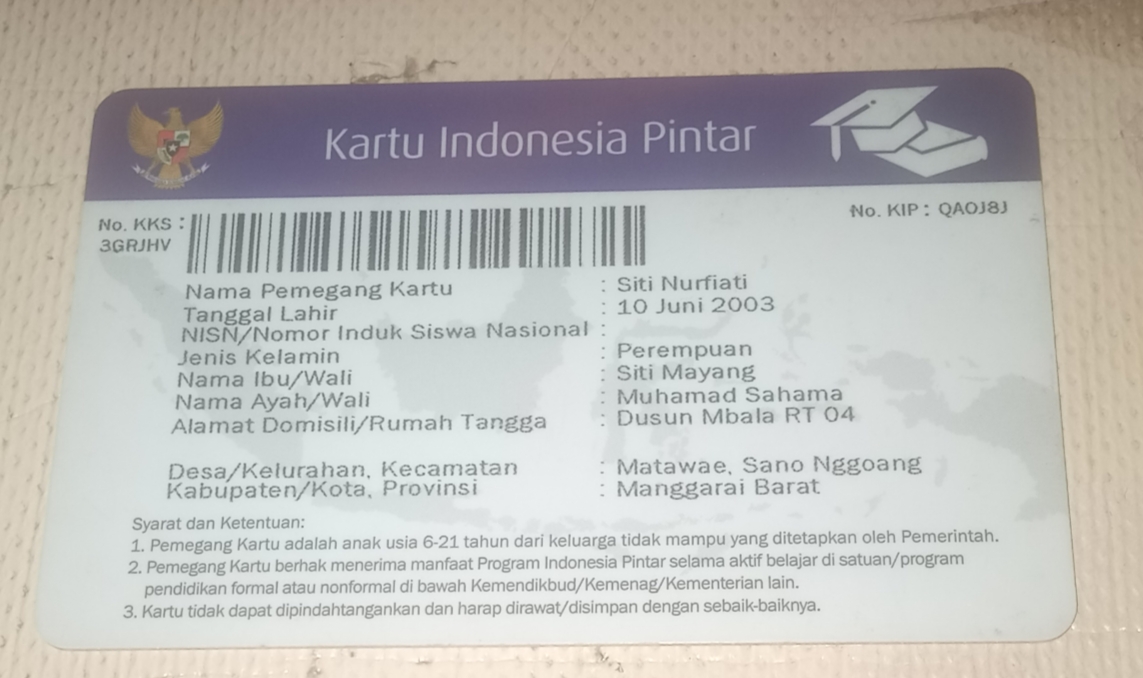 Kartu Indonesia Pintar
No. KKS :
3GRJHV
No. KIP : QAOJ8J
Nama Pemegang Kartu : Siti Nurfiati
Tanggal Lahir : 10 Juni 2003
NISN/Nomor Induk Siswa Nasional :
Jenis Kelamin : Perempuan
Nama Ibu/Wali : Siti Mayang
Nama Ayah/Wali : Muhamad Sahama
Alamat Domisili/Rumah Tangga : Dusun Mbala RT 04
Desa/Kelurahan, Kecamatan : Matawae, Sano Nggoang
Kabupaten/Kota, Provinsi : Manggarai Barat
Syarat dan Ketentuan:
1. Pemegang Kartu adalah anak usia 6-21 tahun dari keluarga tidak mampu yang ditetapkan oleh Pemerintah.
2. Pemegang Kartu berhak menerima manfaat Program Indonesia Pintar selama aktif belajar di satuan/program
pendidikan formal atau nonformal di bawah Kemendikbud/Kemenag/Kementerian lain.
3. Kartu tidak dapat dipindahtangankan dan harap dirawat/disimpan dengan sebaik-baiknya.